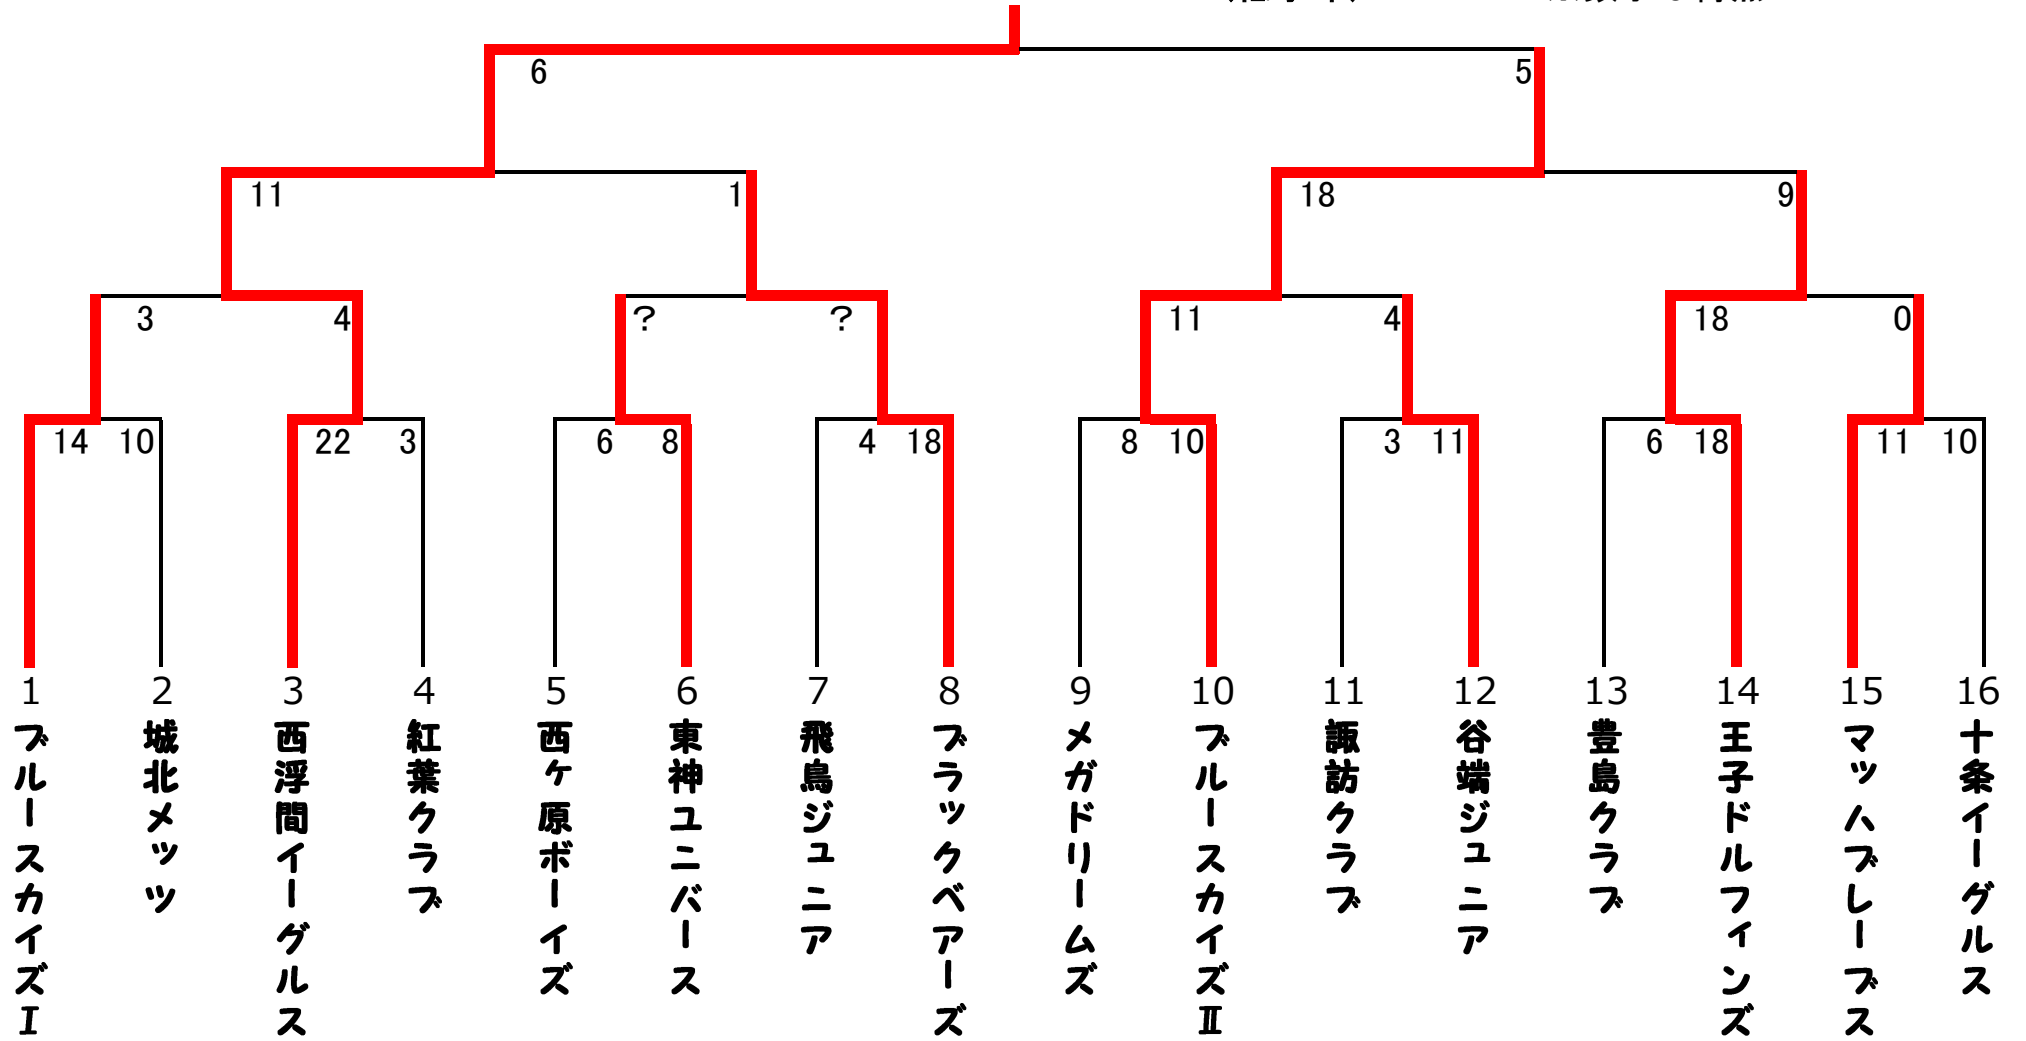 6 5
11 1 18 9
3 4 ? ? 11 4 18 0
14 10 22 3 6 8 4 18 8 10 3 11 6 18 11 10
1 2 3 4 5 6 7 8 9 10 11 12 13 14 15 16
ブルースカイズⅠ
城北メッツ
西浮間イーグルス
紅葉クラブ
西ヶ原ボーイズ
東神ユニバース
飛鳥ジュニア
ブラックベアーズ
メガドリームズ
ブルースカイズⅡ
諏訪クラブ
谷端ジュニア
豊島クラブ
王子ドルフィンズ
マッハブレーブス
十条イーグルス